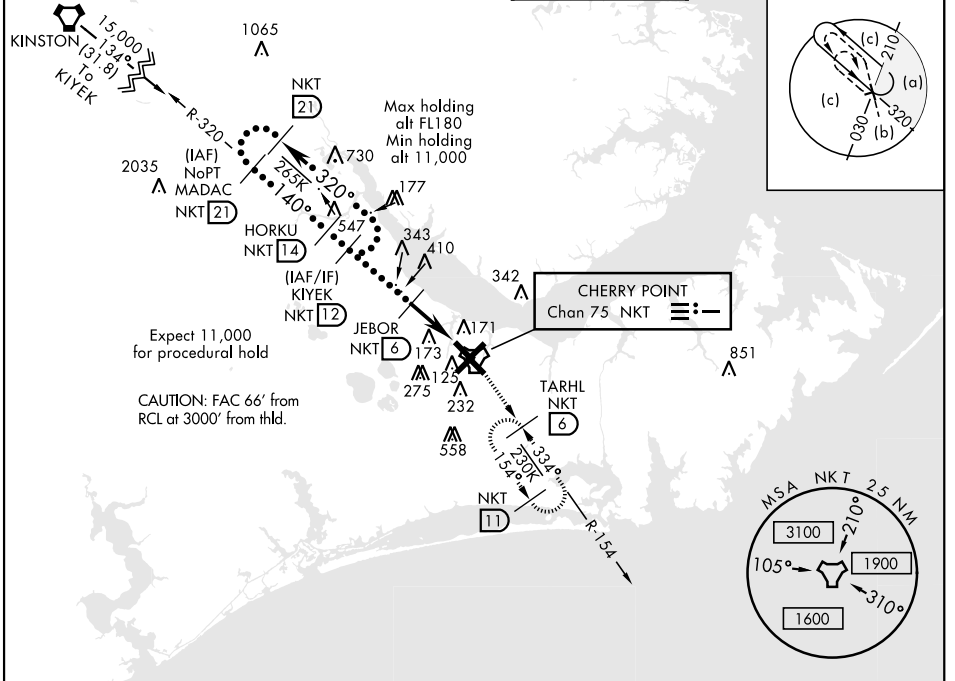 KINSTON
15,000
134°
(31.8)
To
KIYEK
1065
NKT
21
R-320
Max holding
alt FL180
Min holding
alt 11,000
730
2035
(IAF)
NoPT
MADAC
NKT 21
265K
320°
140°
177
HORKU
NKT 14
547
343
410
(IAF/IF)
KIYEK
NKT 12
342
CHERRY POINT
Chan 75 NKT
Expect 11,000
for procedural hold
JEBOR
NKT 6
171
173
125
275
232
851
CAUTION: FAC 66' from
RCL at 3000' from thld.
TARHL
NKT
6
558
334°
230K
154°
NKT
11
R-154
(c)
210
(a)
(c)
320
030
(b)
MSA NKT 25 NM
3100
210°
105°
1900
310°
1600